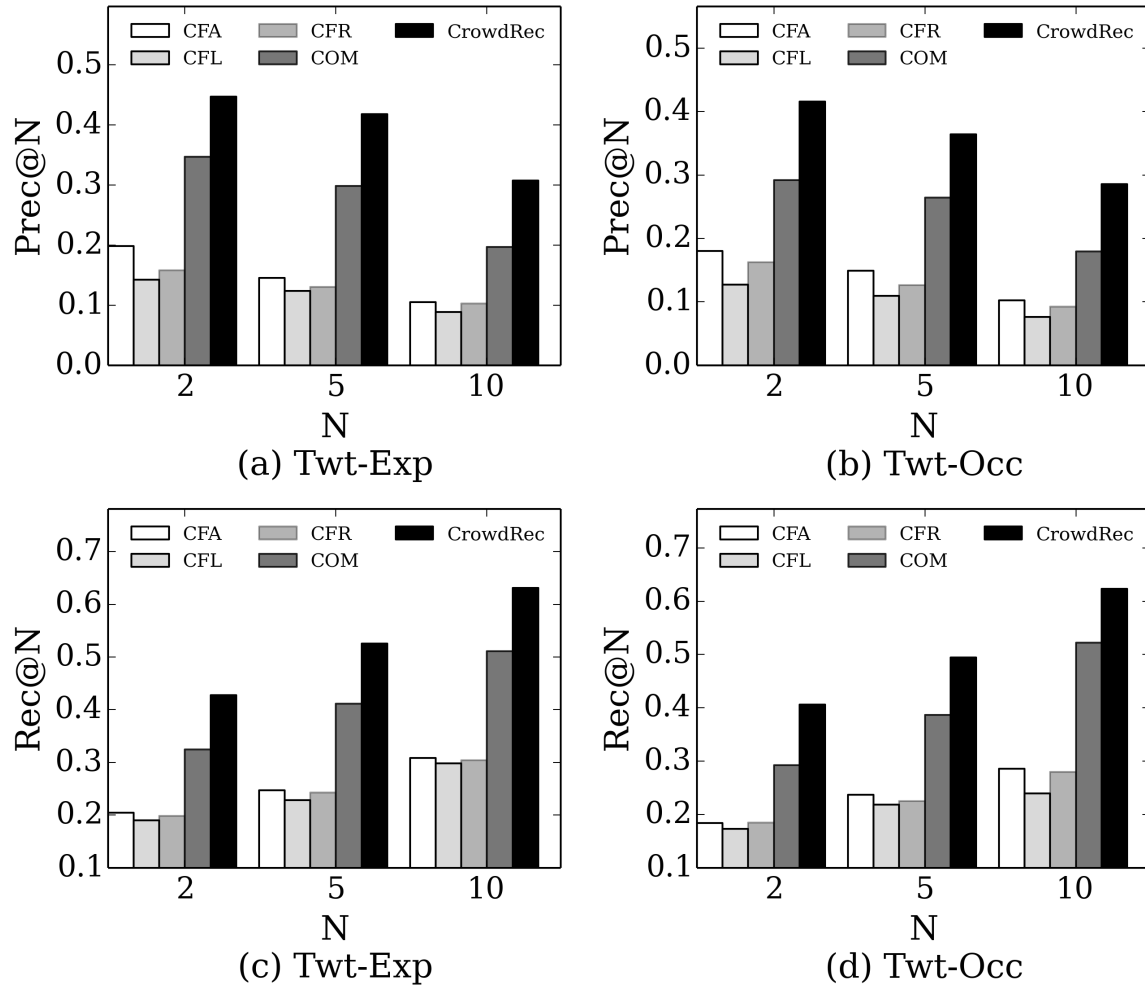 CFA CFR CrowdRec
CFL COM
0.5
0.4
0.3
0.2
0.1
0.0
Prec@N
2 5 10
N
(a) Twt-Exp
CFA CFR CrowdRec
CFL COM
0.5
0.4
0.3
0.2
0.1
0.0
Prec@N
2 5 10
N
(b) Twt-Occ
CFA CFR CrowdRec
CFL COM
0.7
0.6
0.5
0.4
0.3
0.2
0.1
Rec@N
2 5 10
N
(c) Twt-Exp
CFA CFR CrowdRec
CFL COM
0.7
0.6
0.5
0.4
0.3
0.2
0.1
Rec@N
2 5 10
N
(d) Twt-Occ